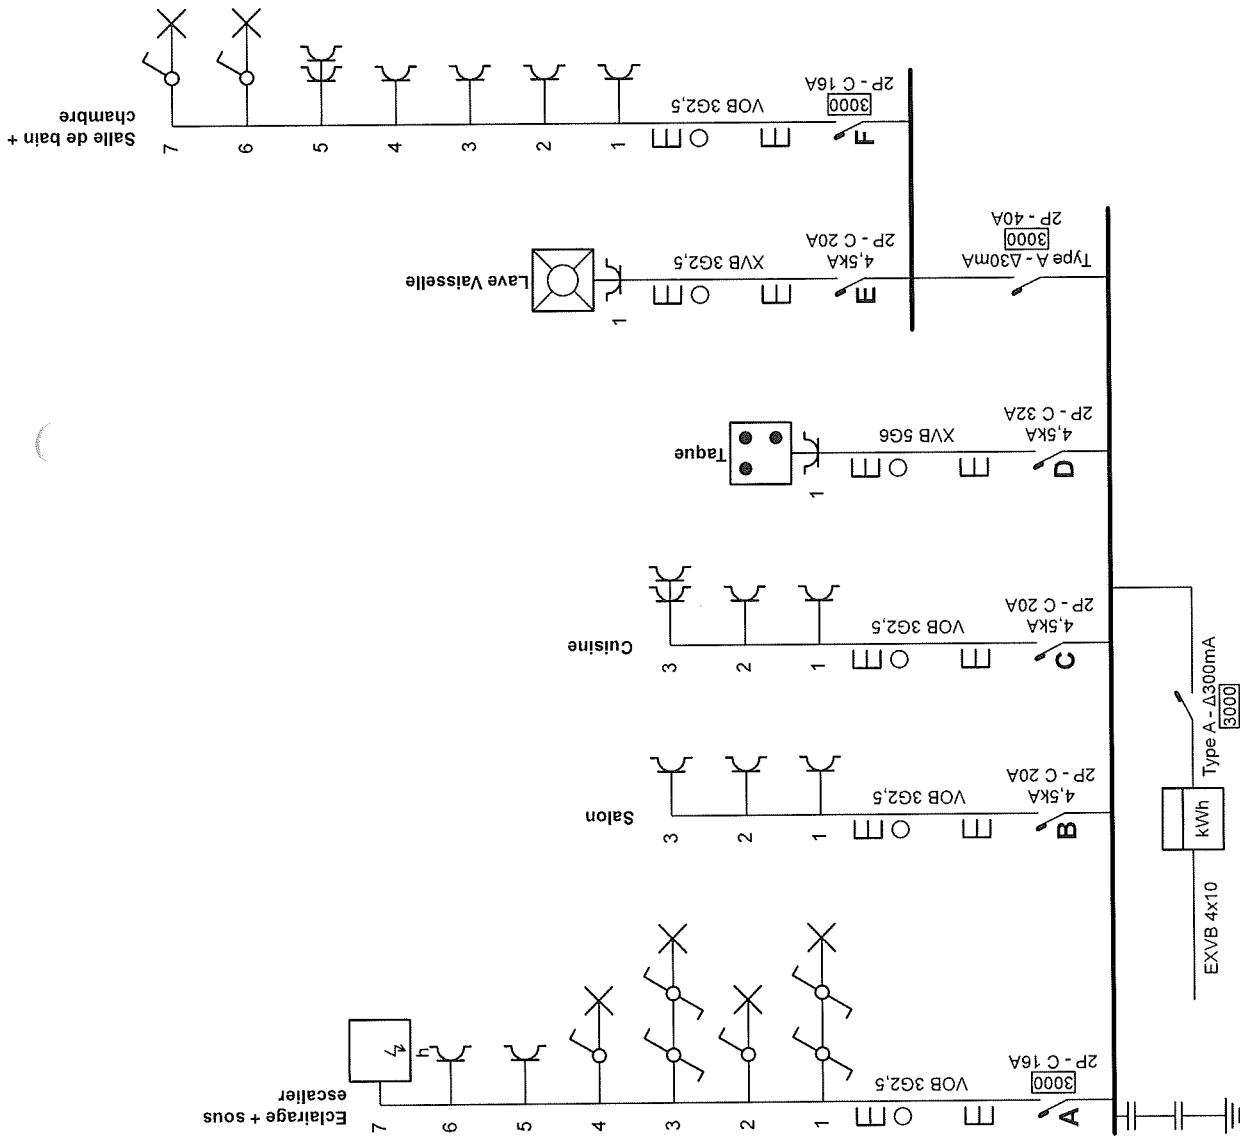 Salle de bain +
chambre
7
6
5
4
3
2
1
VOB 3G2,5
F
3000
2P - C 16A
Lave Vaisselle
1
XVB 3G2,5
E
4,5kA
2P - C 20A
Type A - Δ30mA
3000
2P - 40A
Taque
1
XVB 5G6
D
4,5kA
2P - C 32A
Cuisine
3
2
1
VOB 3G2,5
C
4,5kA
2P - C 20A
Salon
3
2
1
VOB 3G2,5
B
4,5kA
2P - C 20A
Eclairage + sous
escalier
7
h
6
5
4
3
2
1
VOB 3G2,5
A
3000
2P - C 16A
Type A - Δ300mA
3000
kWh
EXVB 4x10